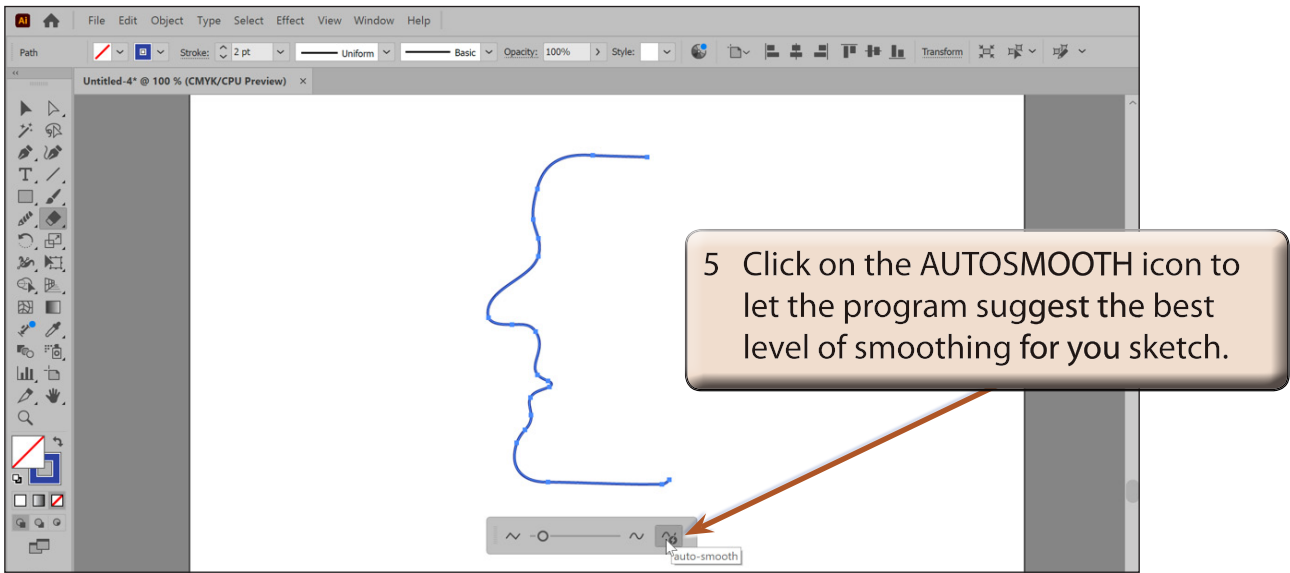 Ai File Edit Object Type Select Effect View Window Help
Path Stroke: 2 pt Uniform Basic Opacity: 100% Style: Transform
Untitled-4* @ 100 % (CMYK/CPU Preview) ×
5 Click on the AUTOSMOOTH icon to
let the program suggest the best
level of smoothing for you sketch.
auto-smooth